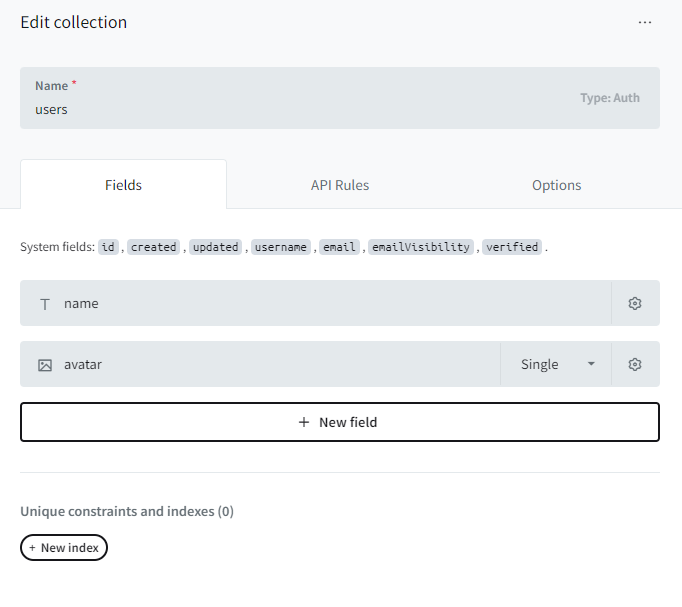 Edit collection
Name *
users
Type: Auth
Fields
API Rules
Options
System fields: id , created , updated , username , email , emailVisibility , verified .
name
avatar
Single
+ New field
Unique constraints and indexes (0)
+ New index